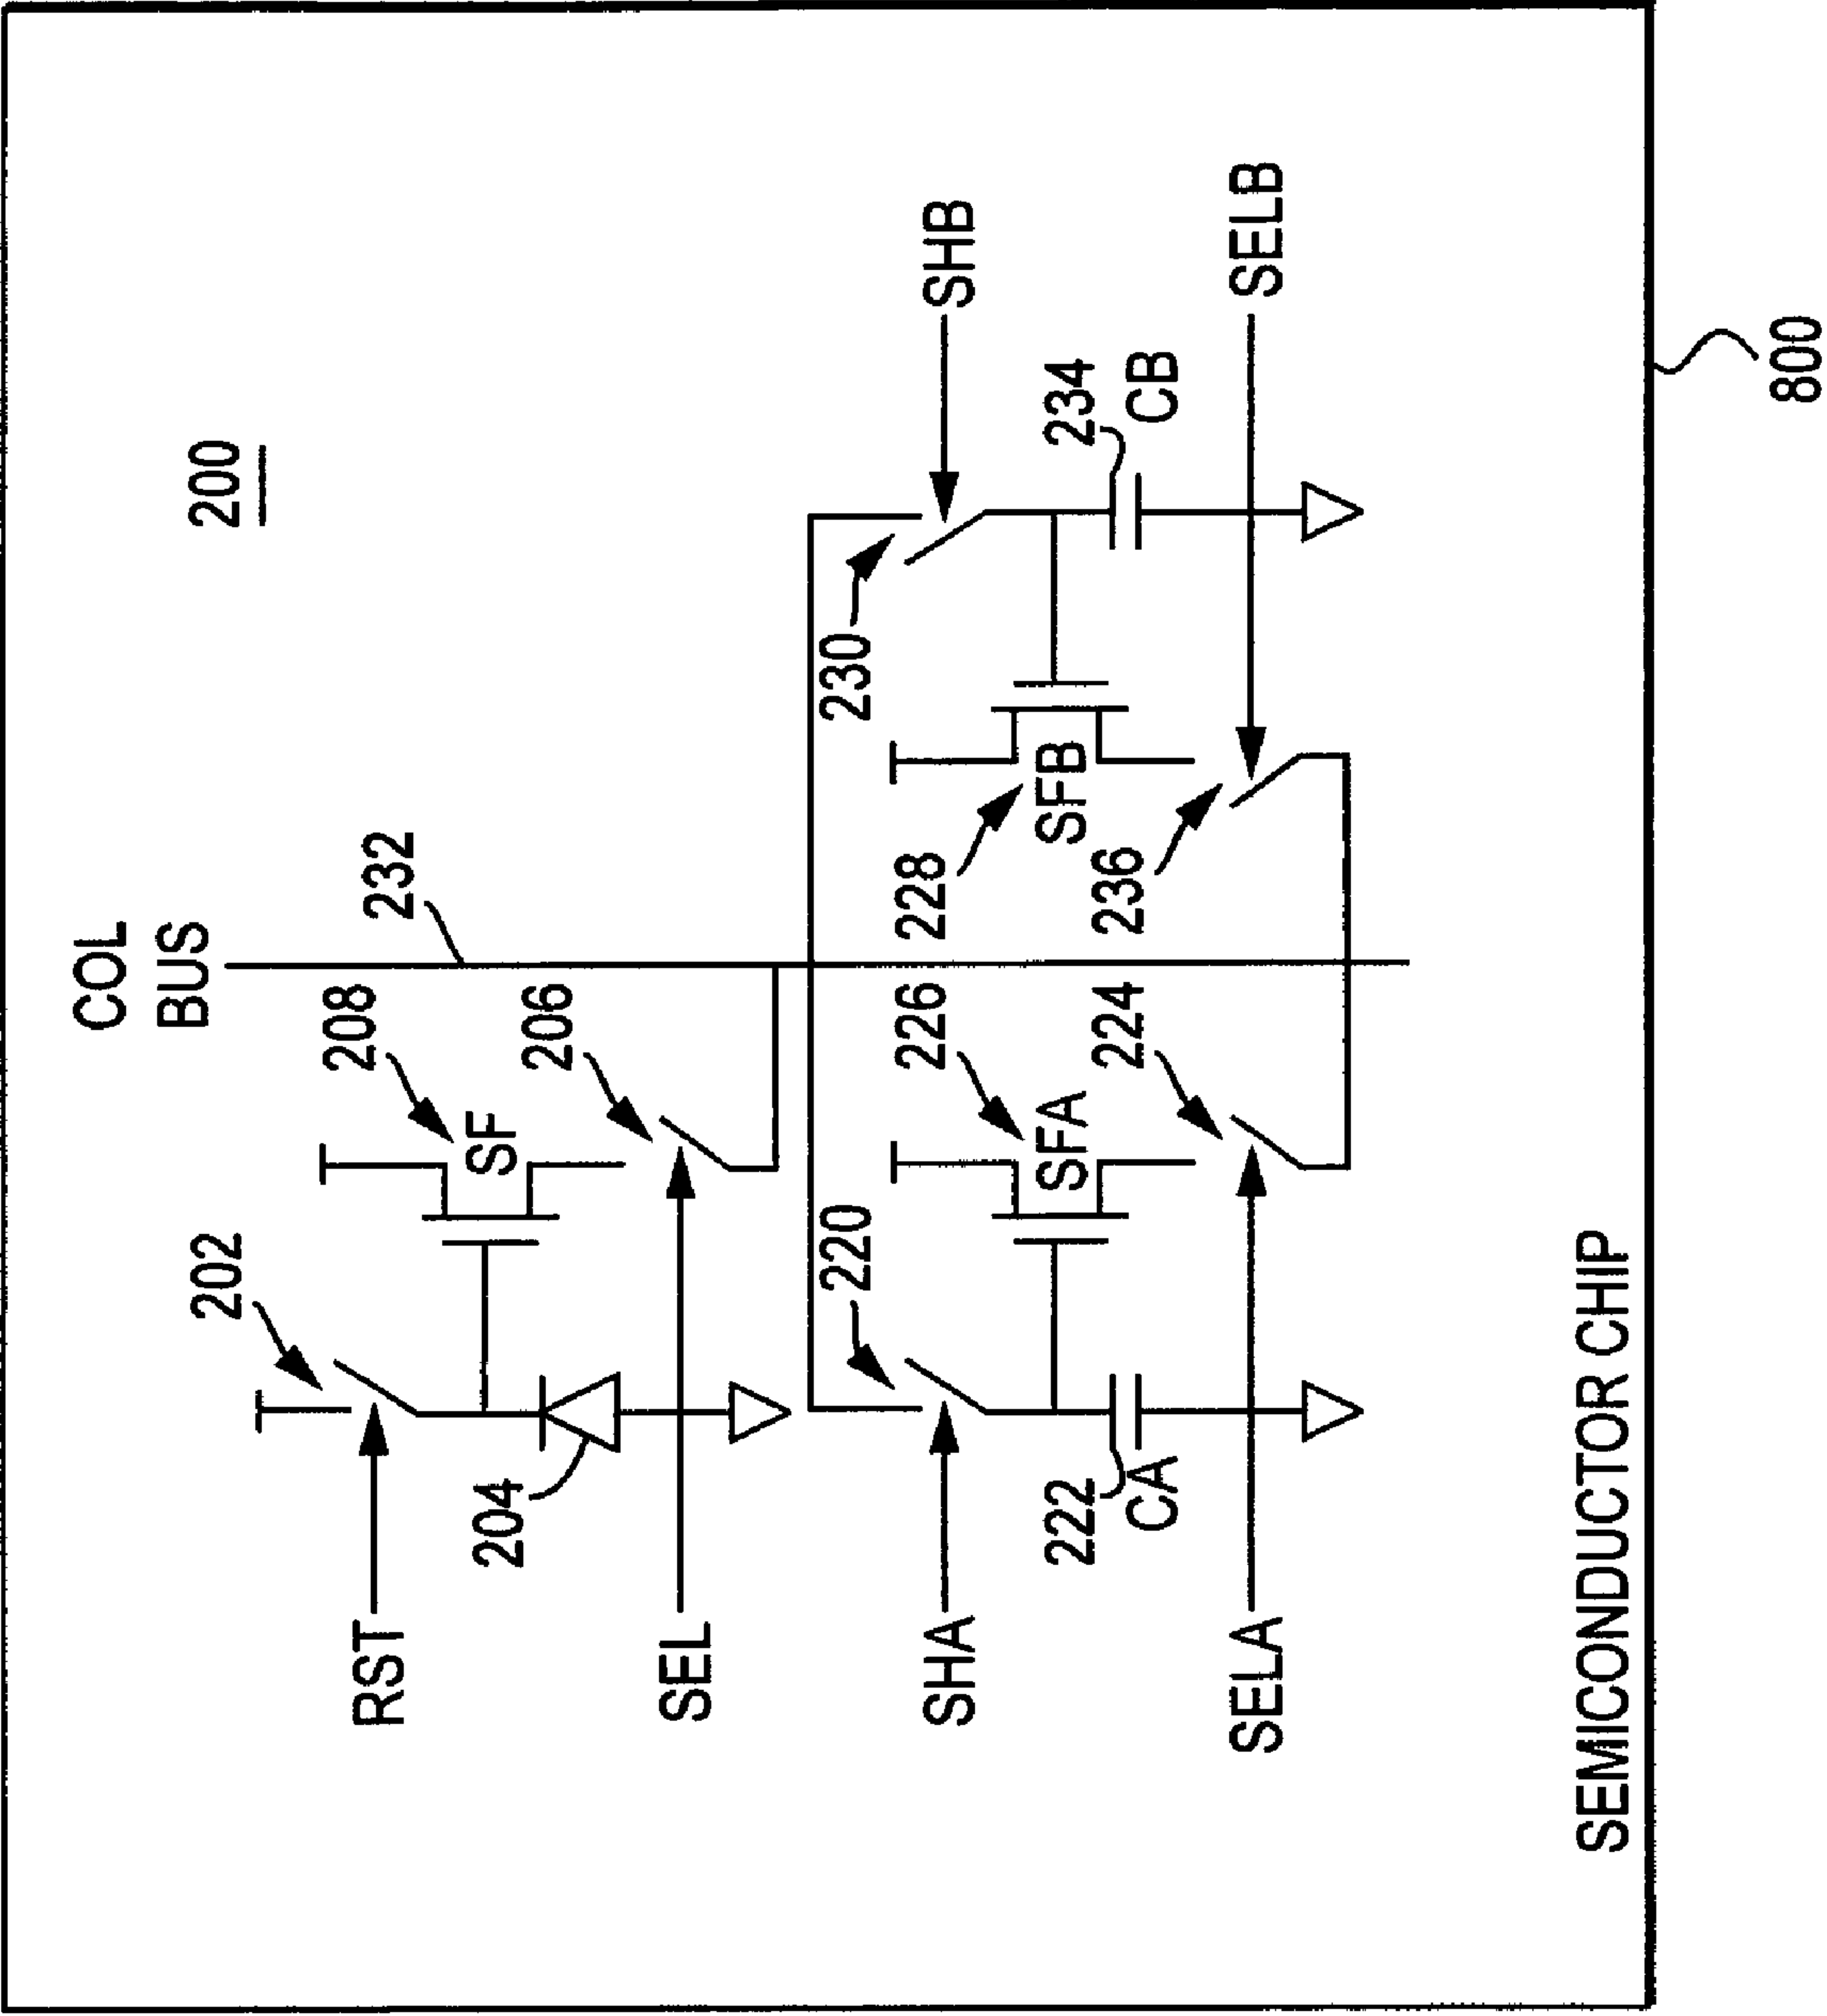 COL
BUS
200
232
202
208
RST
SF
206
204
SEL
220
230
SHA
SHB
226
228
SFA
SFB
222
234
CA
CB
224
236
SELA
SELB
SEMICONDUCTOR CHIP
800